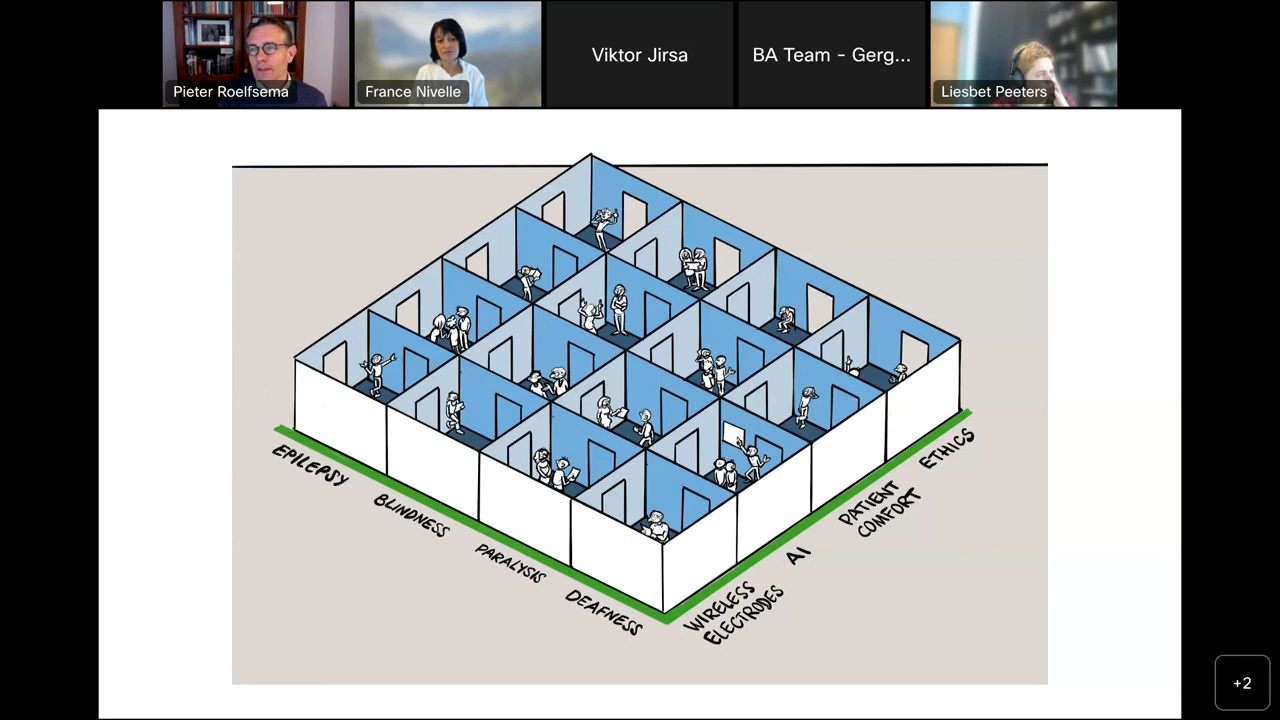 Pieter Roelfsema
France Nivelle
Viktor Jirsa
BA Team - Gerg...
Liesbet Peeters
EPILEPSY
BLINDNESS
PARALYSIS
DEAFNESS
WIRELESS
ELECTRODES
AI
PATIENT
COMFORT
ETHICS
+2